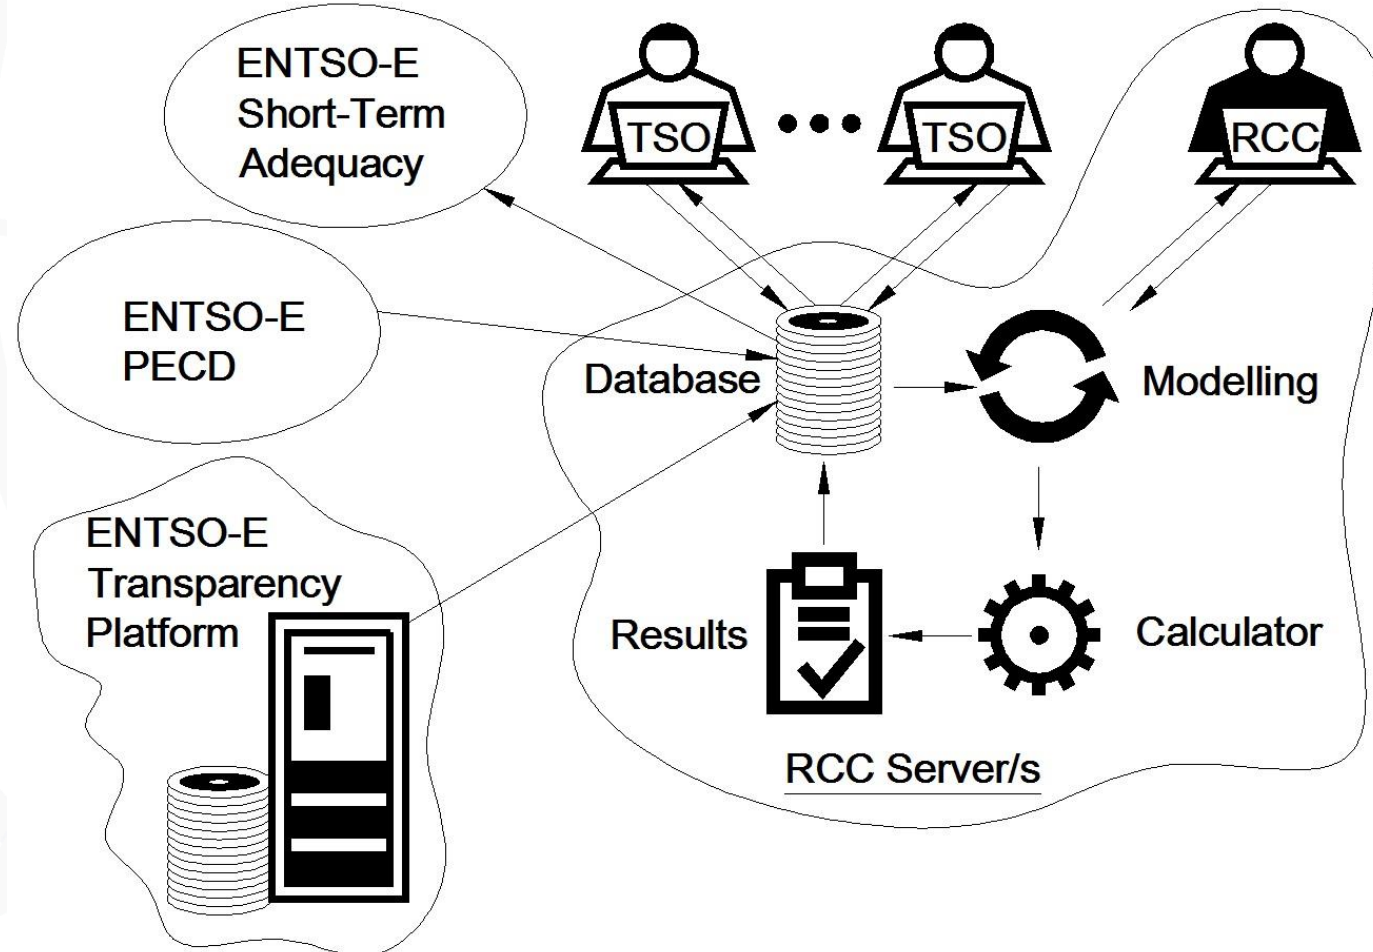 ENTSO-E
Short-Term
Adequacy
TSO
TSO
RCC
ENTSO-E
PECD
Database
Modelling
ENTSO-E
Transparency
Platform
Results
Calculator
RCC Server/s